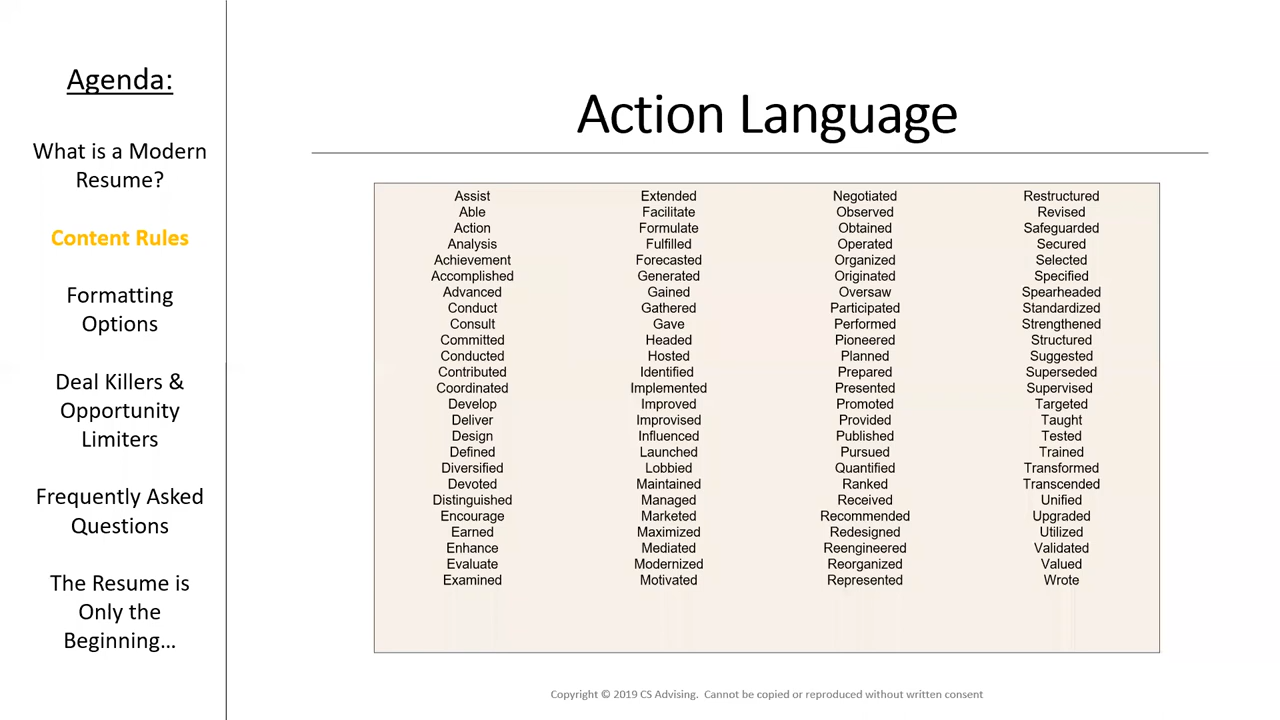 Agenda:
What is a Modern
Resume?
Content Rules
Formatting
Options
Deal Killers &
Opportunity
Limiters
Frequently Asked
Questions
The Resume is
Only the
Beginning...
Action Language
Assist Extended Negotiated Restructured
Able Facilitate Observed Revised
Action Formulate Obtained Safeguarded
Analysis Fulfilled Operated Secured
Achievement Forecasted Organized Selected
Accomplished Generated Originated Specified
Advanced Gained Oversaw Spearheaded
Conduct Gathered Participated Standardized
Consult Gave Performed Strengthened
Committed Headed Pioneered Structured
Conducted Hosted Planned Suggested
Contributed Identified Prepared Superseded
Coordinated Implemented Presented Supervised
Develop Improved Promoted Targeted
Deliver Improvised Provided Taught
Design Influenced Published Tested
Defined Launched Pursued Trained
Diversified Lobbied Quantified Transformed
Devoted Maintained Ranked Transcended
Distinguished Managed Received Unified
Encourage Marketed Recommended Upgraded
Earned Maximized Redesigned Utilized
Enhance Mediated Reengineered Validated
Evaluate Modernized Reorganized Valued
Examined Motivated Represented Wrote
Copyright © 2019 CS Advising. Cannot be copied or reproduced without written consent